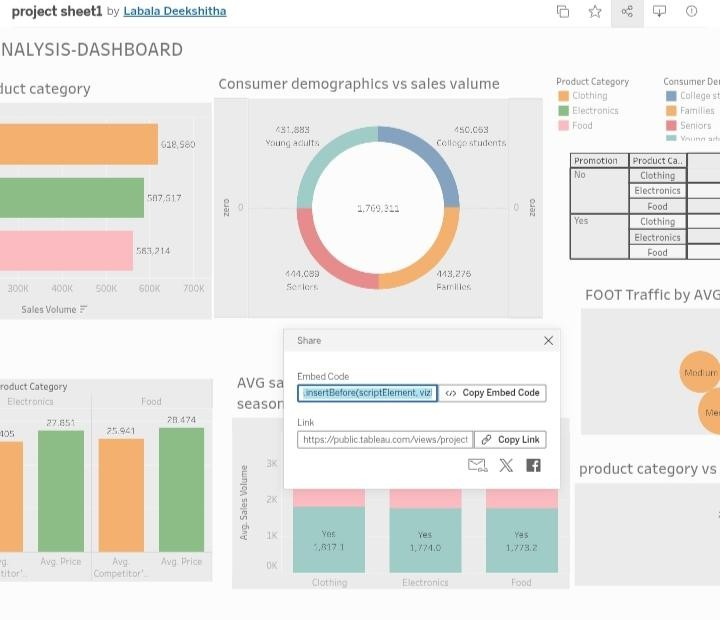 project sheet1 by Labala Deekshitha
NALYSIS-DASHBOARD
duct category
618,580
587,517
563,214
300K 400K 500K 600K 700K
Sales Volume
Consumer demographics vs sales valume
431,883
Young adults
450,063
College students
zero
0
1,769,311
0
zero
444,089
Seniors
443,276
Families
Product Category
Clothing
Electronics
Food
Consumer De
College st
Families
Seniors
Young ad
Promotion Product Ca..
No Clothing
Electronics
Food
Yes Clothing
Electronics
Food
FOOT Traffic by AVG
Medium
Me
product category vs
Share
Embed Code
.insertBefore(scriptElement, viz
Copy Embed Code
Link
https://public.tableau.com/views/project
Copy Link
roduct Category
Electronics Food
405
27.851
25.941
28.474
Avg. Price
Avg.
Competitor'..
Avg. Price
AVG sa
season
Avg. Sales Volume
3K
2K
1K
0K
Yes
1,817.1
Yes
1,774.0
Yes
1,773.2
Clothing Electronics Food